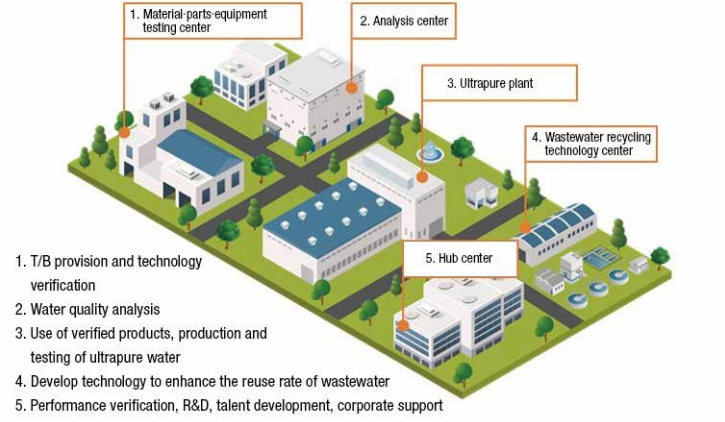 1. Material-parts-equipment
testing center
2. Analysis center
3. Ultrapure plant
4. Wastewater recycling
technology center
5. Hub center
1. T/B provision and technology
verification
2. Water quality analysis
3. Use of verified products, production and
testing of ultrapure water
4. Develop technology to enhance the reuse rate of wastewater
5. Performance verification, R&D, talent development, corporate support